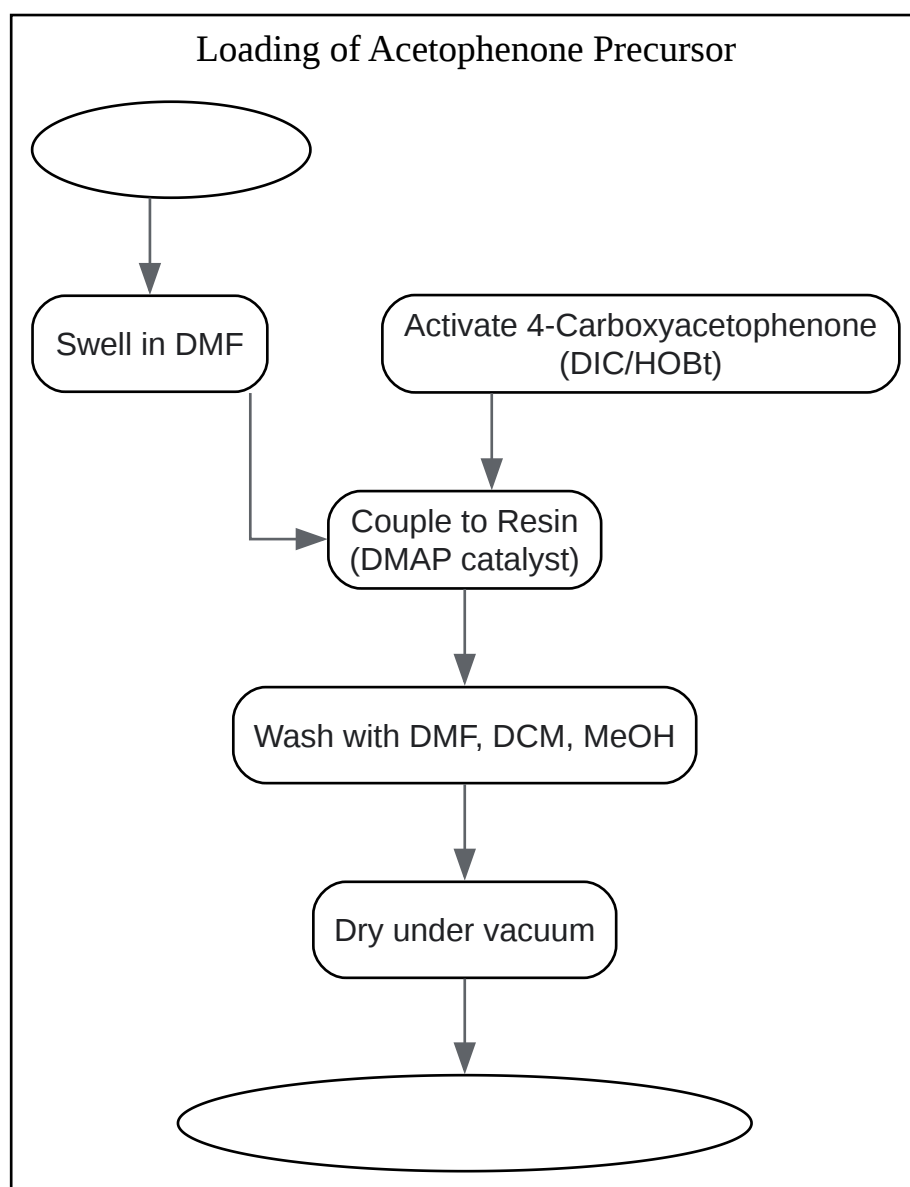 Loading of Acetophenone Precursor
Swell in DMF
Activate 4-Carboxyacetophenone
(DIC/HOBt)
Couple to Resin
(DMAP catalyst)
Wash with DMF, DCM, MeOH
Dry under vacuum